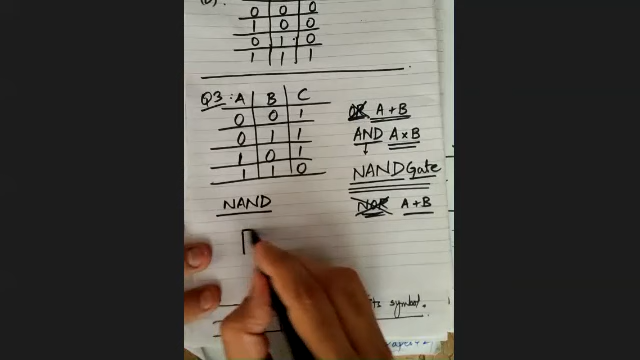 0 0 0
1 0 0
0 1 0
1 1 1
Q3: A B C
0 0 1
0 1 1
1 0 1
1 1 0
OR A + B
AND A × B
NAND Gate
NOR A + B
NAND
its symbol.